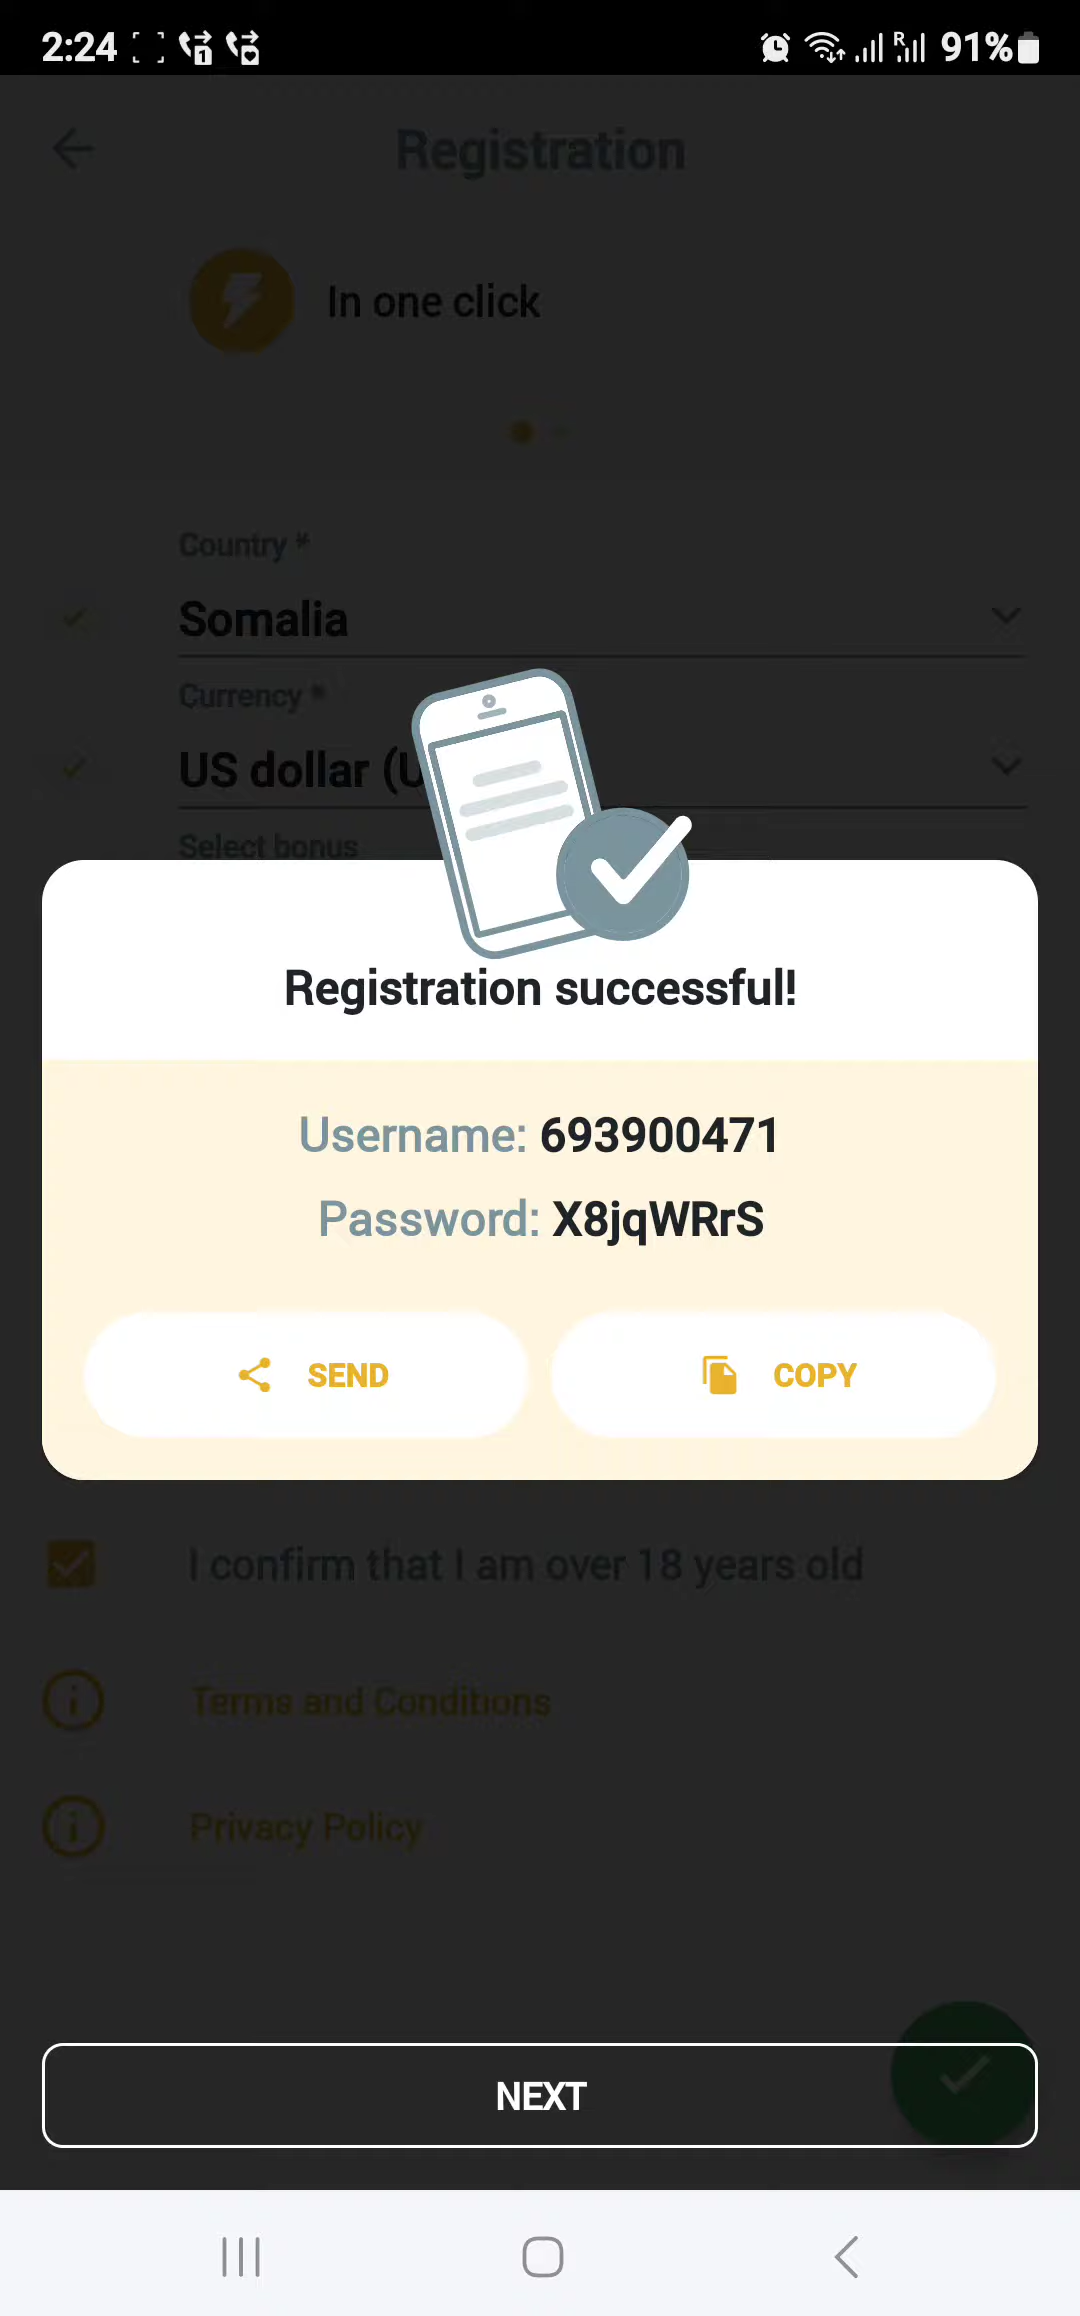 2:24
1
R
91%
Registration
In one click
Country *
Somalia
Currency *
US dollar (U
Select bonus
Registration successful!
Username: 693900471
Password: X8jqWRrS
SEND
COPY
I confirm that I am over 18 years old
Terms and Conditions
Privacy Policy
NEXT